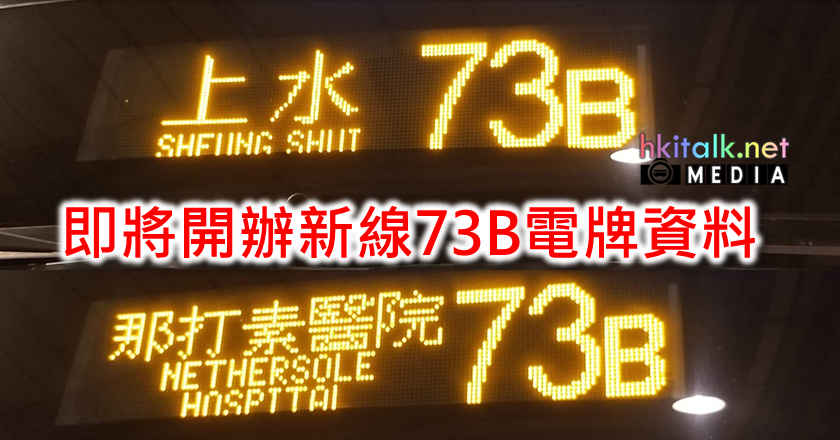 上水 73B
SHEUNG SHUI
hkitalk.net
MEDIA
即將開辦新線73B電牌資料
那打素醫院 73B
NETHERSOLE
HOSPITAL